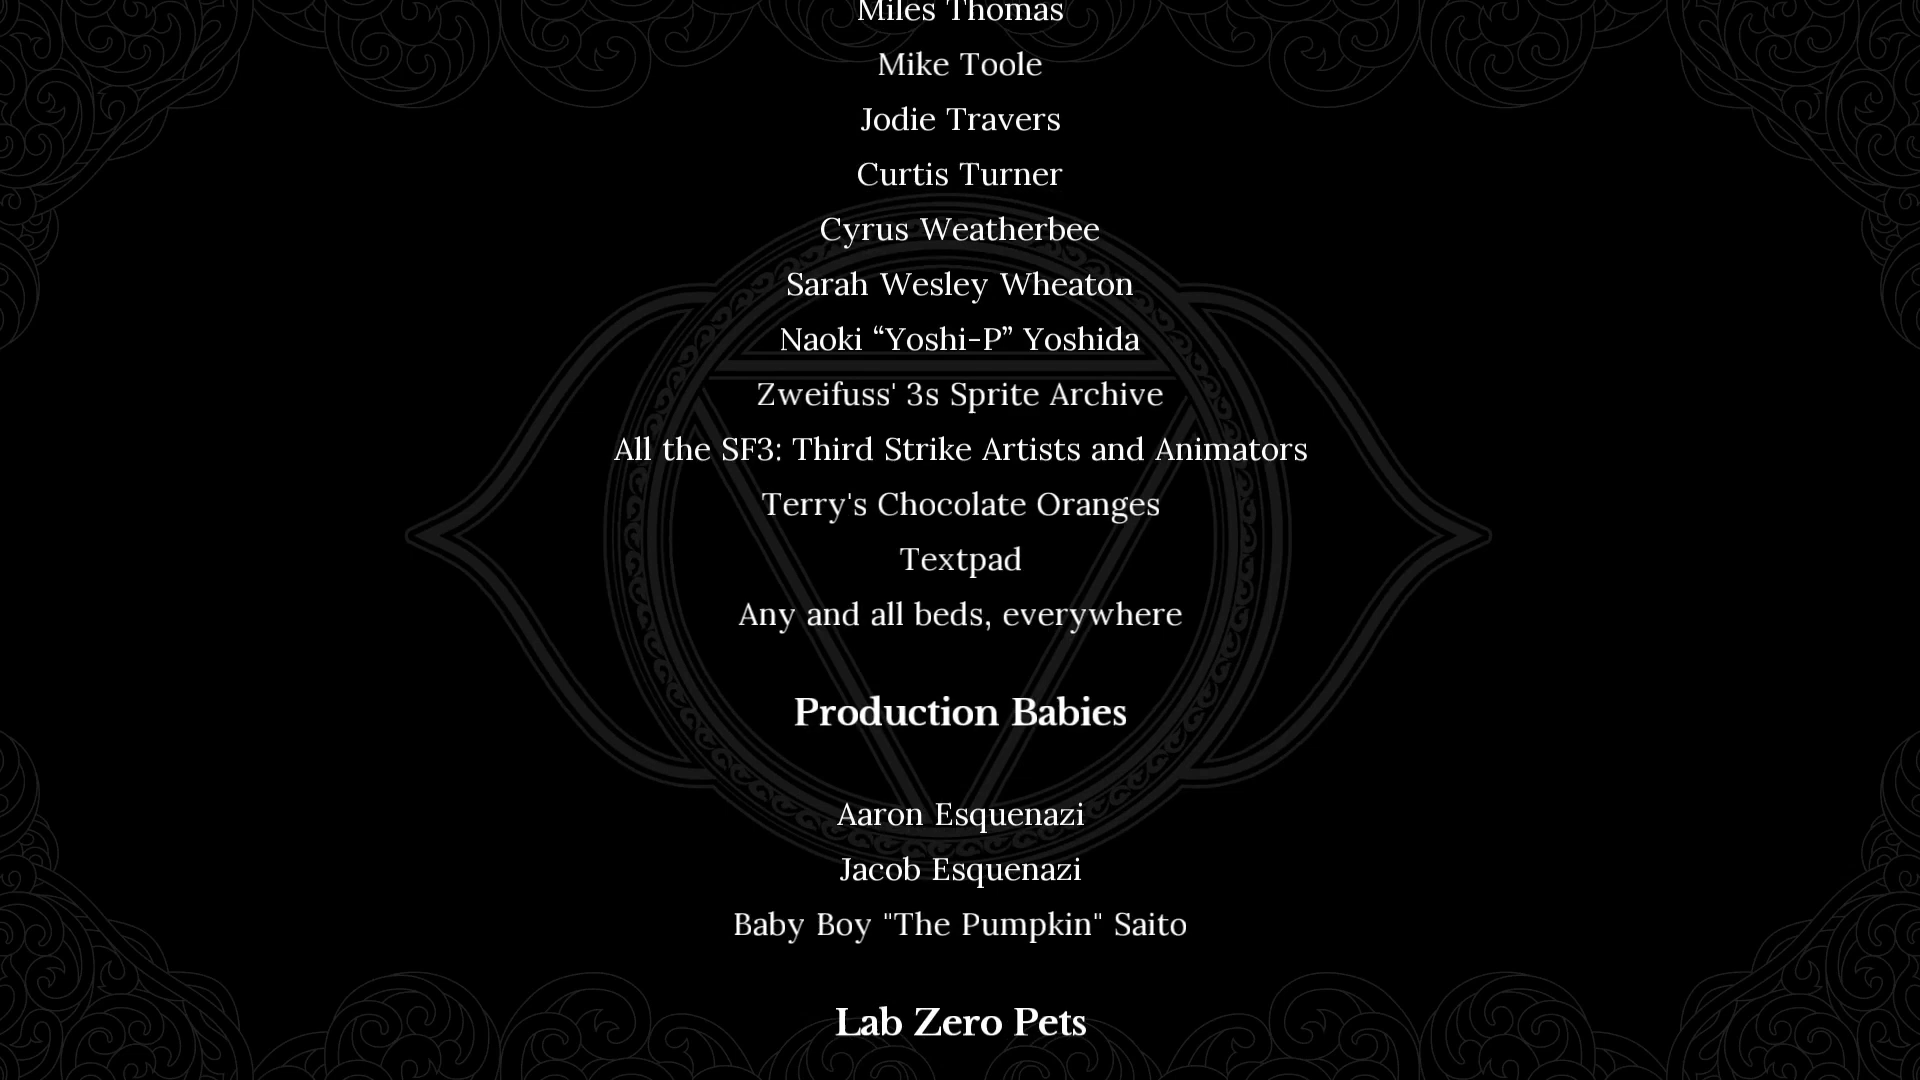 Miles Thomas
Mike Toole
Jodie Travers
Curtis Turner
Cyrus Weatherbee
Sarah Wesley Wheaton
Naoki “Yoshi-P” Yoshida
Zweifuss' 3s Sprite Archive
All the SF3: Third Strike Artists and Animators
Terry's Chocolate Oranges
Textpad
Any and all beds, everywhere
Production Babies
Aaron Esquenazi
Jacob Esquenazi
Baby Boy "The Pumpkin" Saito
Lab Zero Pets